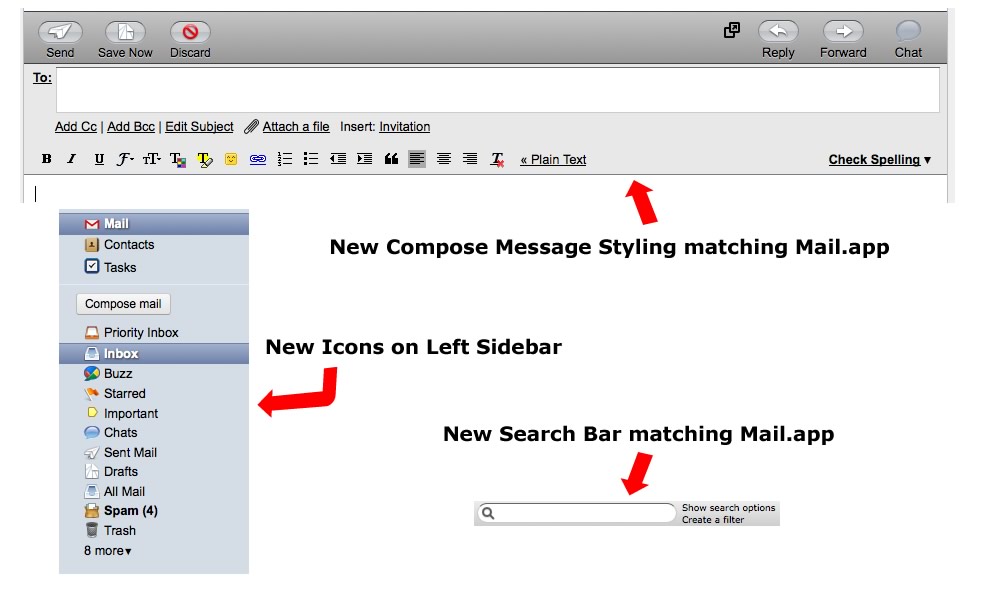 Send Save Now Discard Reply Forward Chat
To:
Add Cc | Add Bcc | Edit Subject Attach a file Insert: Invitation
B I U F T T T T « Plain Text Check Spelling ▾
New Compose Message Styling matching Mail.app
Mail
Contacts
Tasks
Compose mail
Priority Inbox
Inbox
Buzz
Starred
Important
Chats
Sent Mail
Drafts
All Mail
Spam (4)
Trash
8 more▾
New Icons on Left Sidebar
New Search Bar matching Mail.app
Show search options
Create a filter